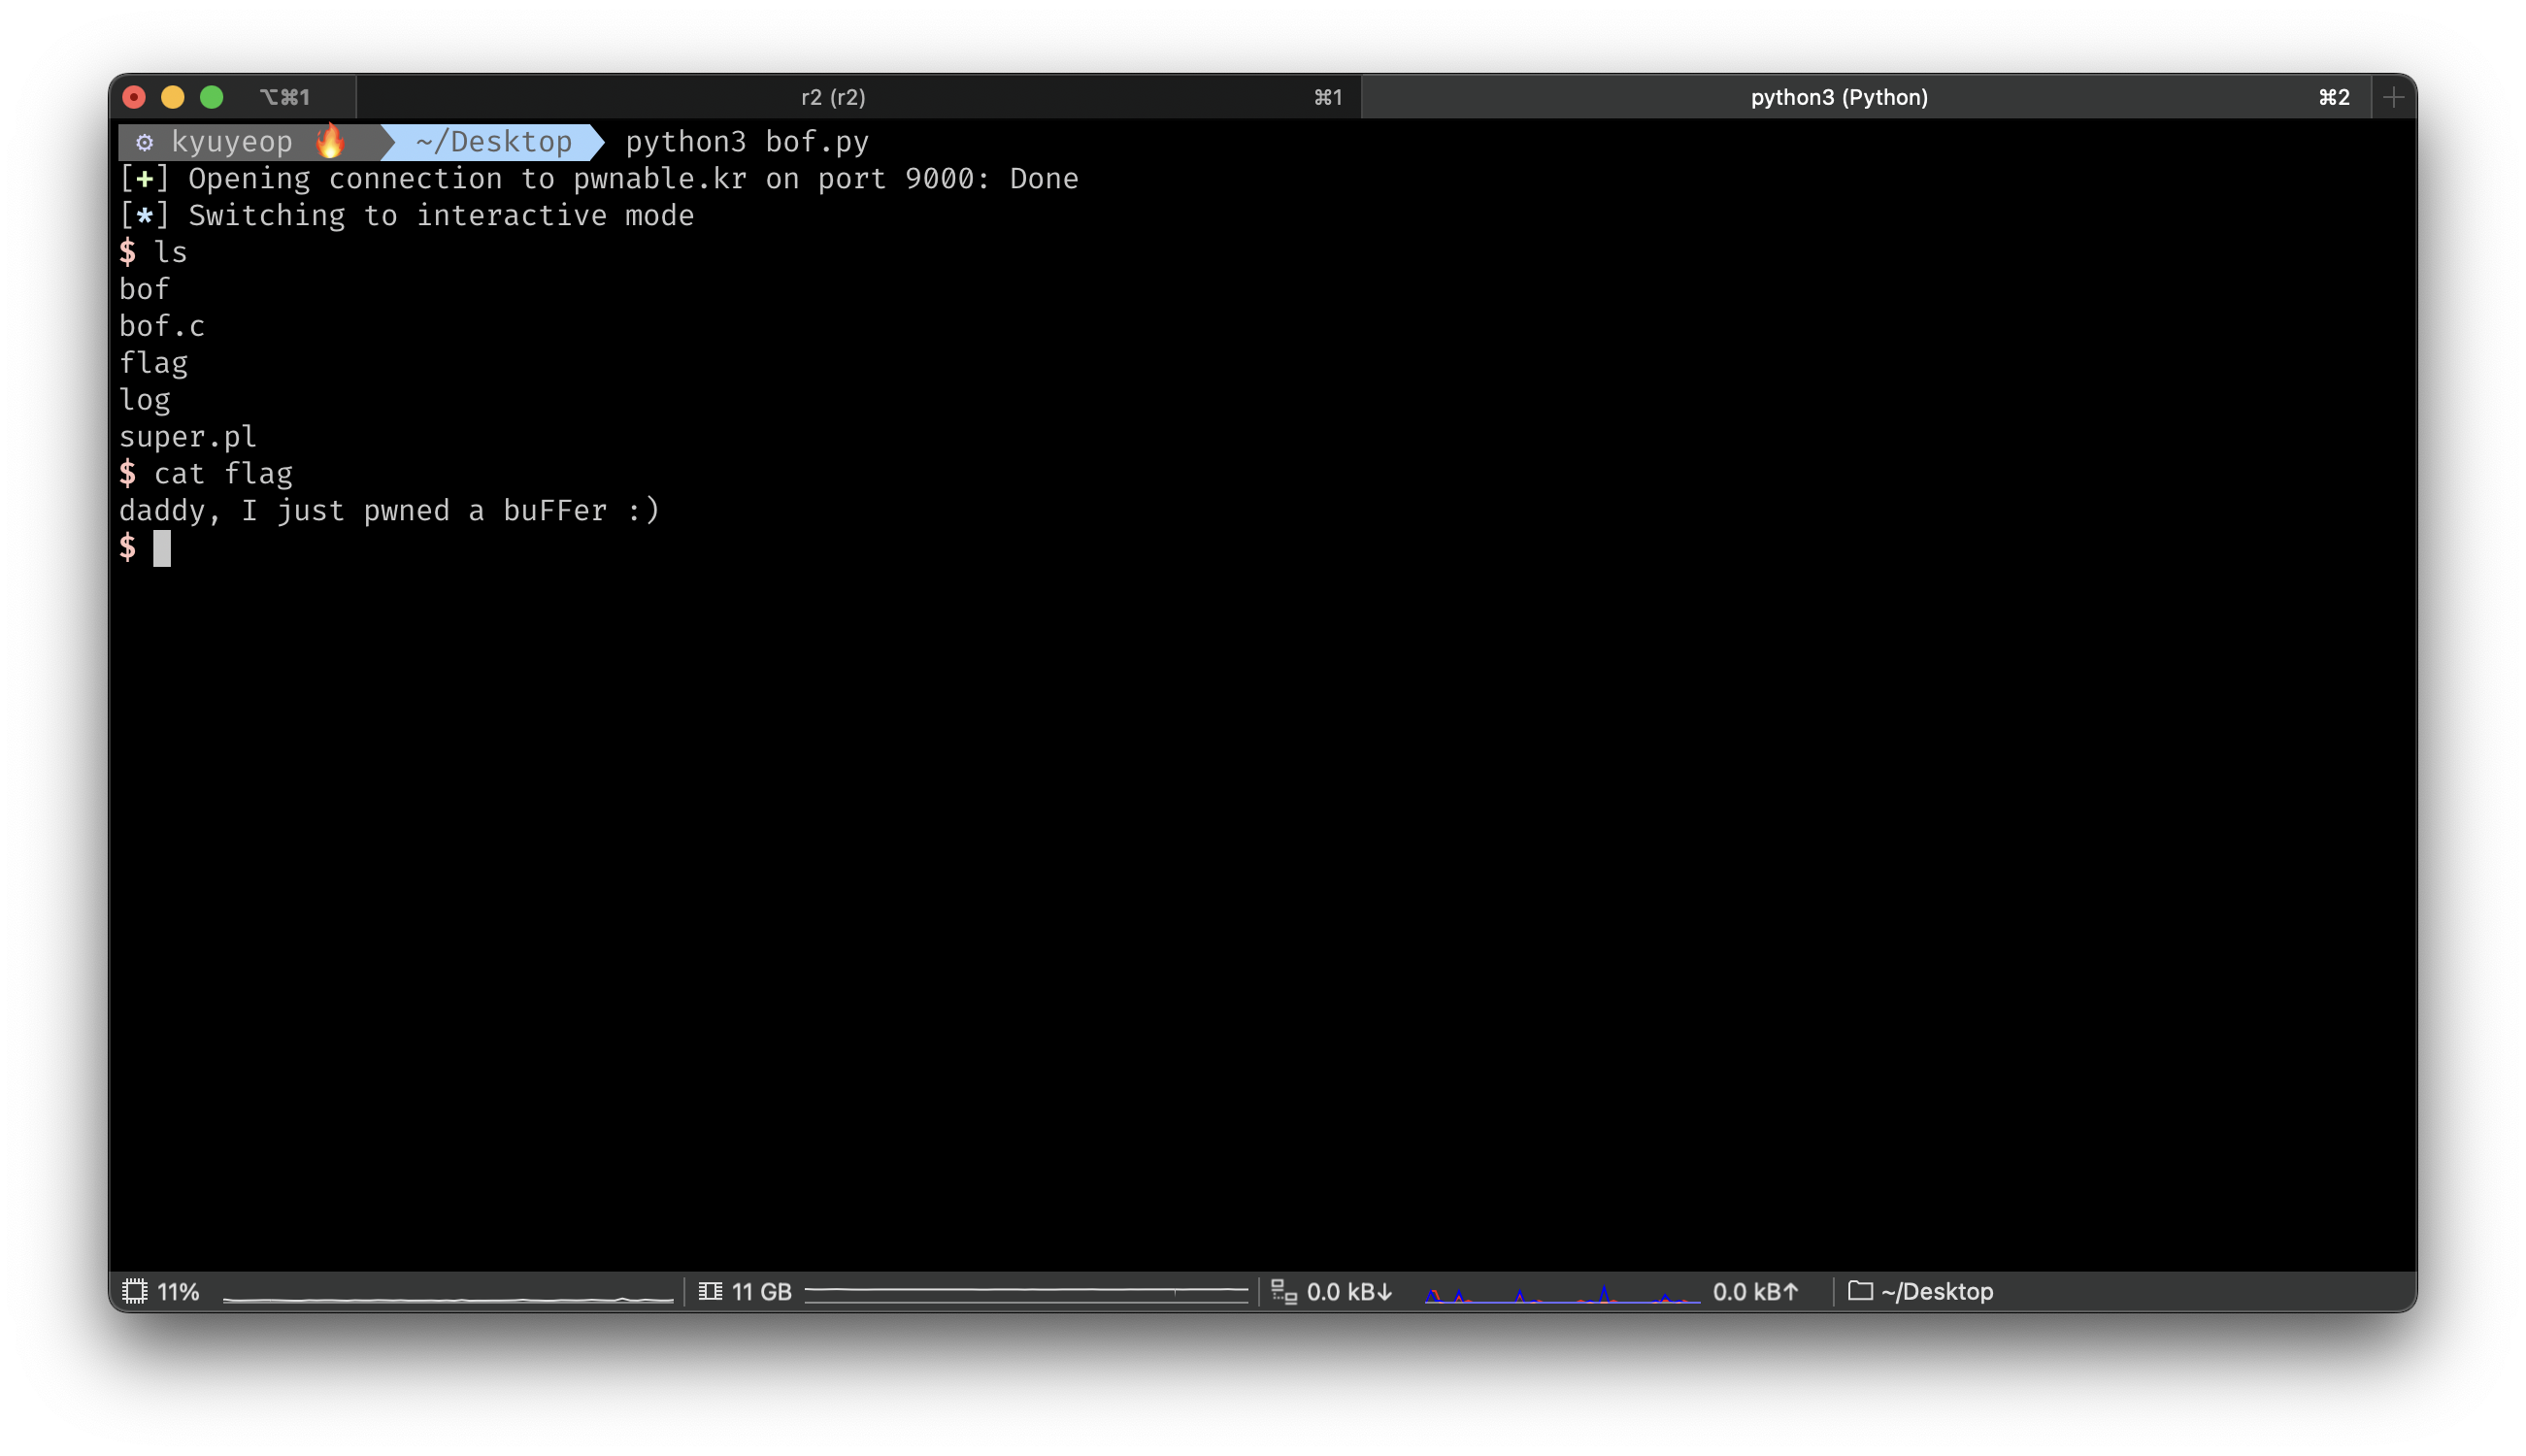 ⌥⌘1 r2 (r2) ⌘1 python3 (Python) ⌘2
kyuyeop 🔥 ~/Desktop python3 bof.py
[+] Opening connection to pwnable.kr on port 9000: Done
[*] Switching to interactive mode
$ ls
bof
bof.c
flag
log
super.pl
$ cat flag
daddy, I just pwned a buFFer :)
$
11% 11 GB 0.0 kB↓ 0.0 kB↑ ~/Desktop